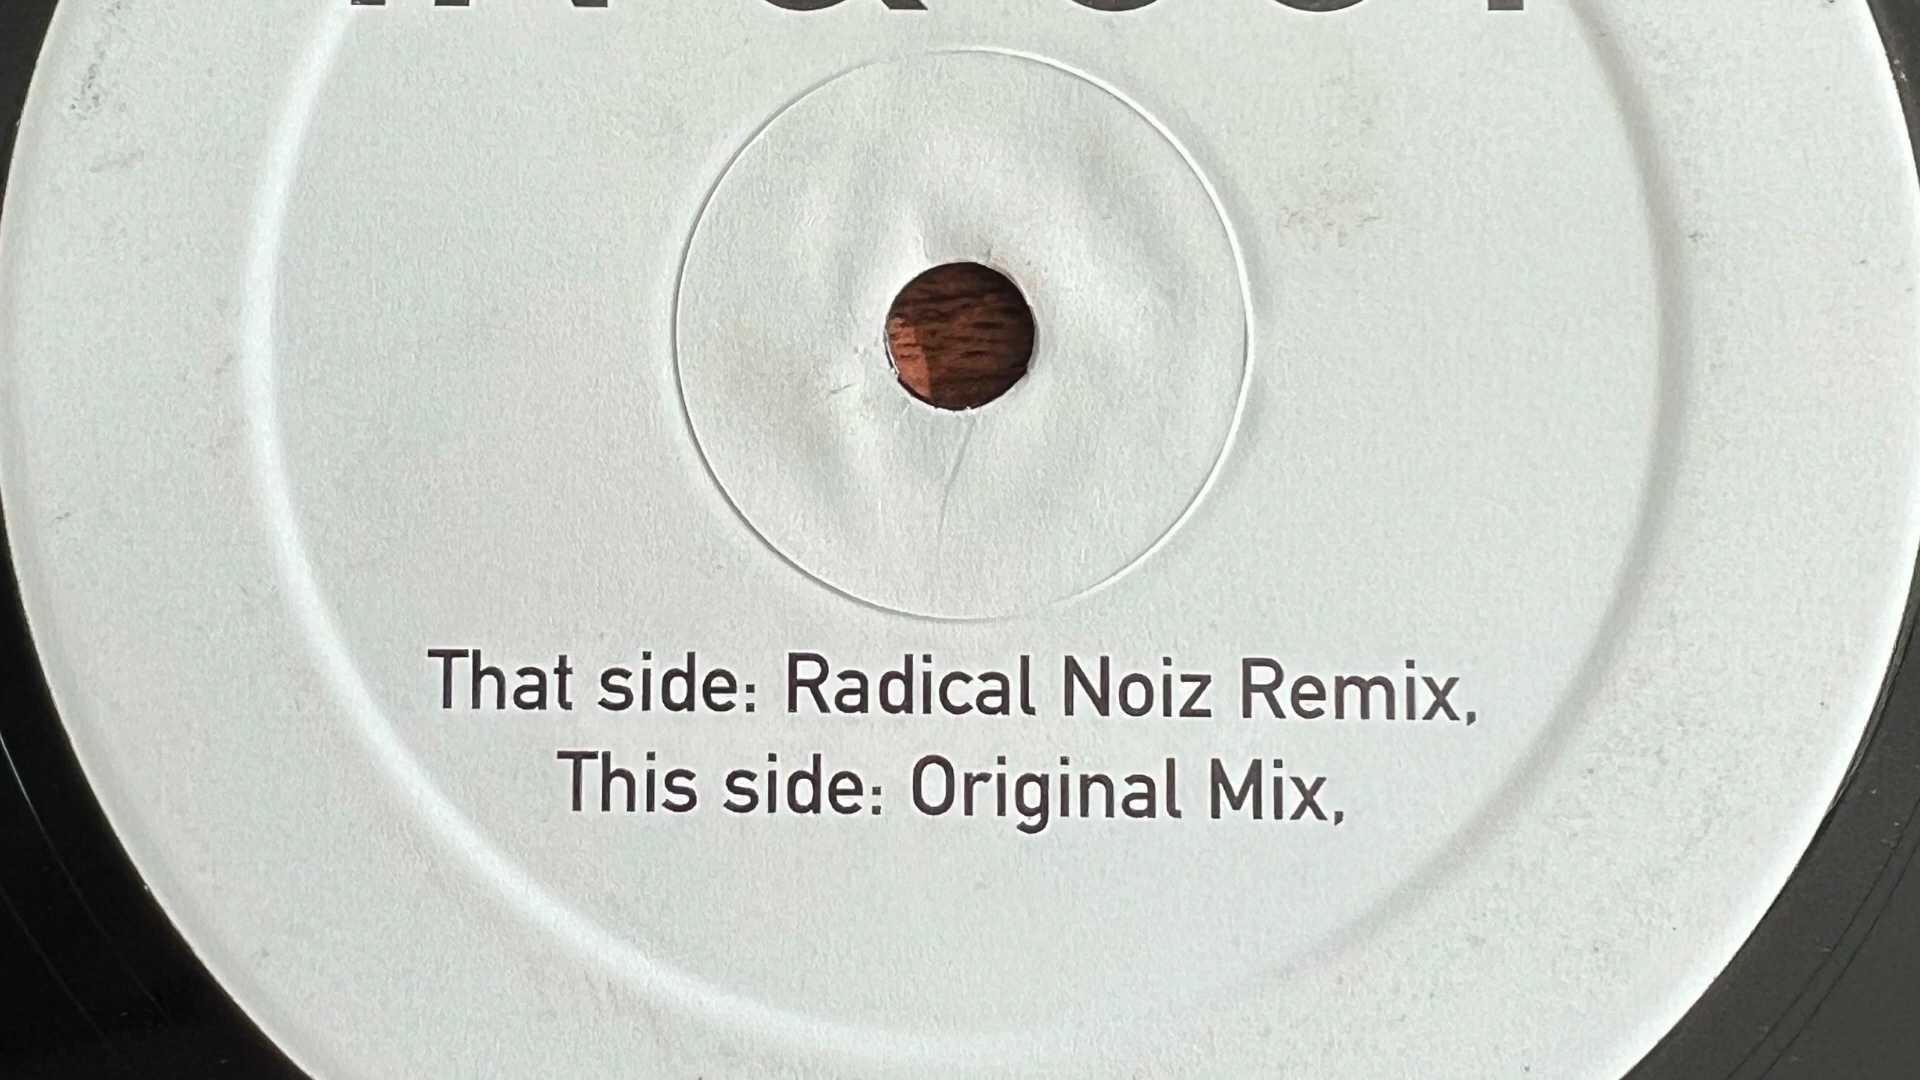 That side: Radical Noiz Remix,
This side: Original Mix,